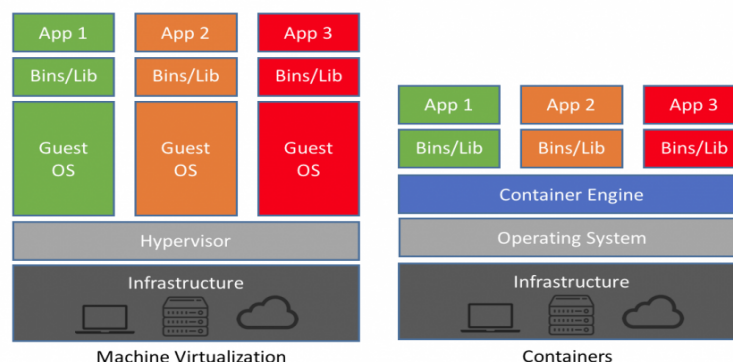 App 1 App 2 App 3
Bins/Lib Bins/Lib Bins/Lib
Guest OS Guest OS Guest OS
Hypervisor
Infrastructure
Machine Virtualization
App 1 App 2 App 3
Bins/Lib Bins/Lib Bins/Lib
Container Engine
Operating System
Infrastructure
Containers